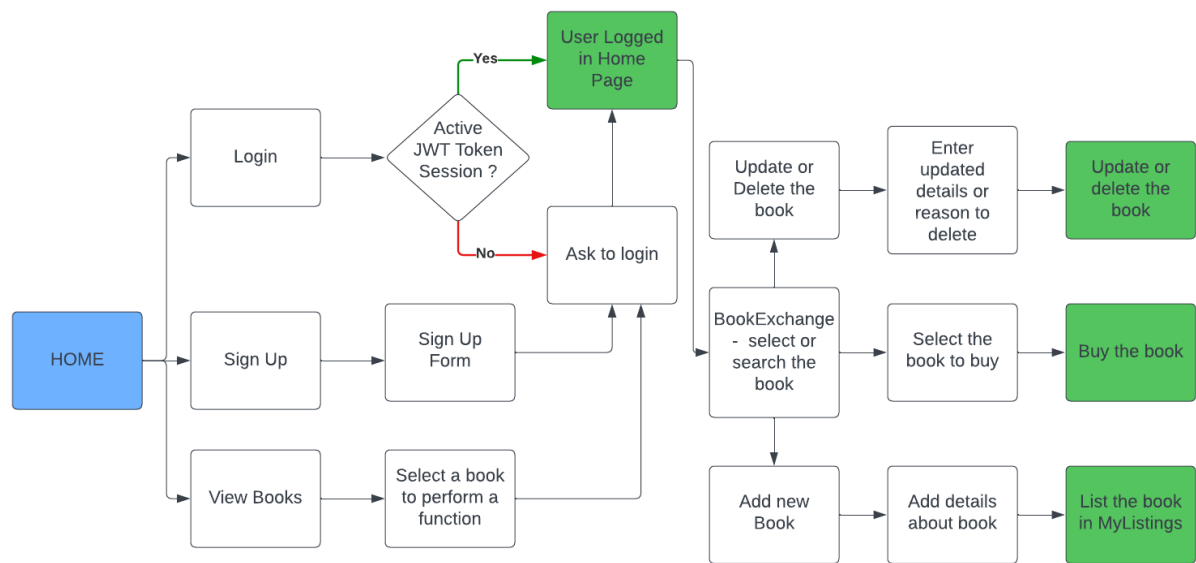 HOME
Login
Active
JWT Token
Session ?
Yes
No
User Logged
in Home
Page
Ask to login
Sign Up
Sign Up
Form
View Books
Select a book
to perform a
function
BookExchange
- select or
search the
book
Update or
Delete the
book
Enter
updated
details or
reason to
delete
Update or
delete the
book
Select the
book to buy
Buy the book
Add new
Book
Add details
about book
List the book
in MyListings